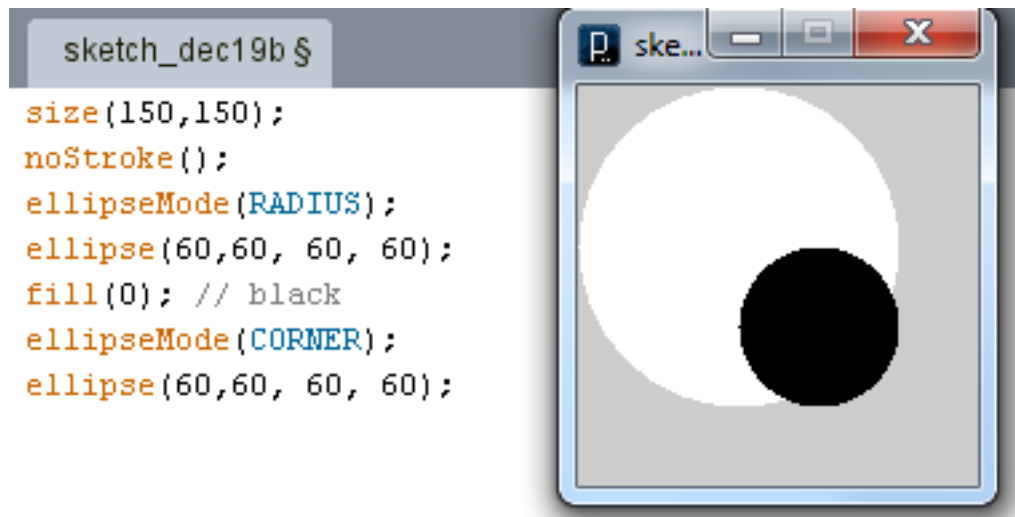 sketch_dec19b §
ske...
size(150,150);
noStroke();
ellipseMode(RADIUS);
ellipse(60,60, 60, 60);
fill(0); // black
ellipseMode(CORNER);
ellipse(60,60, 60, 60);